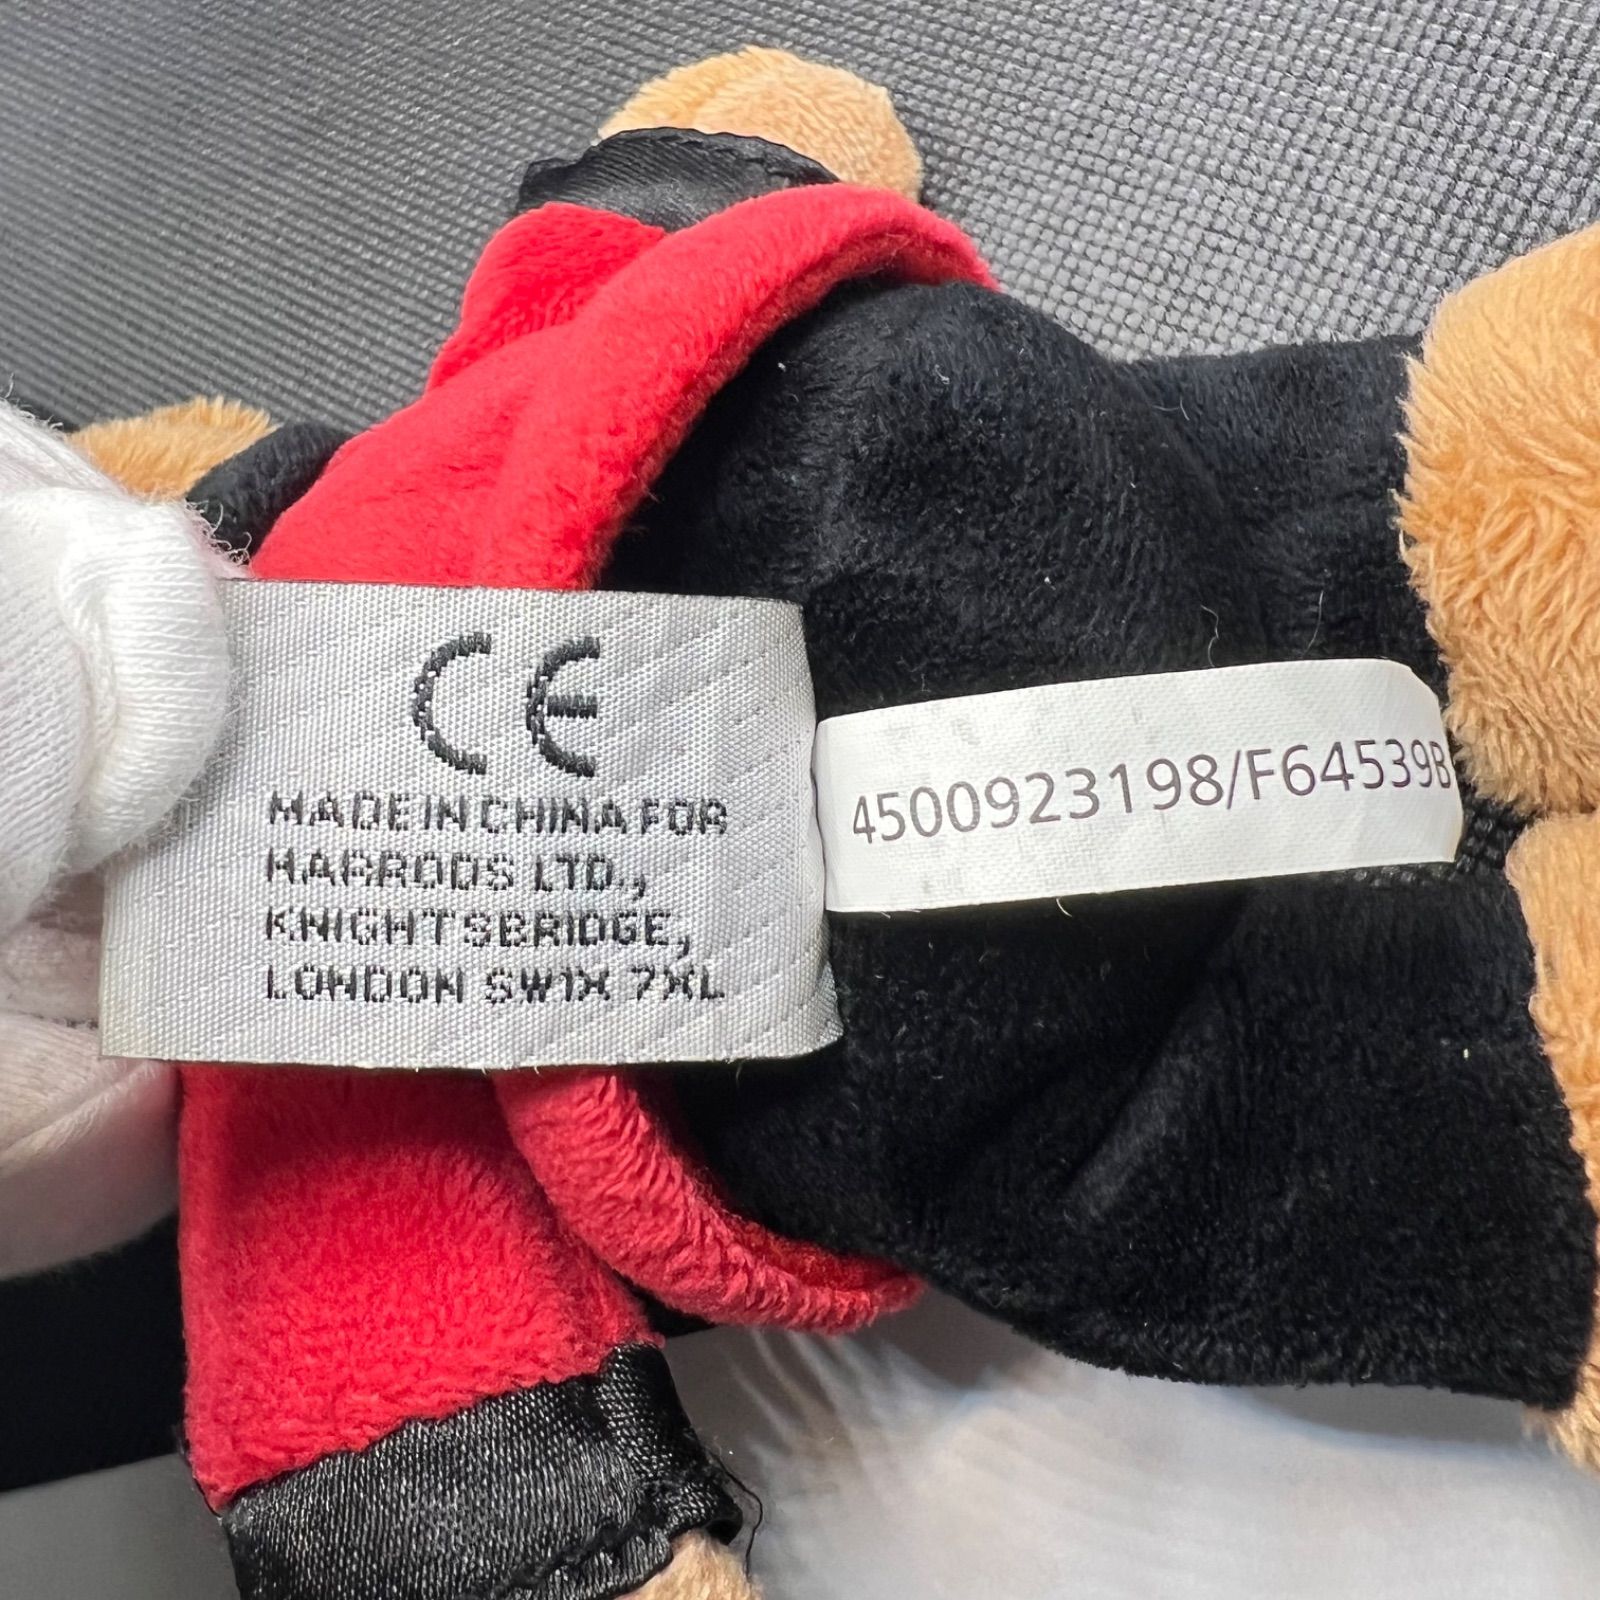 CE
MADE IN CHINA FOR
HARRODS LTD.,
KNIGHTSBRIDGE,
LONDON SW1X 7XL
4500923198/F64539B